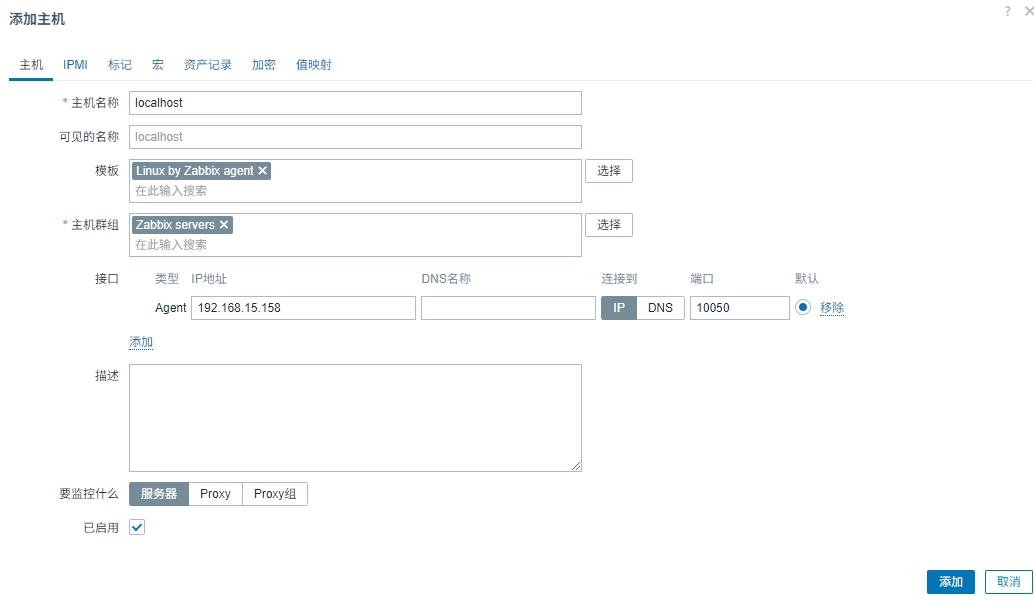 添加主机
?
主机 IPMI 标记 宏 资产记录 加密 值映射
* 主机名称 localhost
可见的名称 localhost
模板 Linux by Zabbix agent 选择
在此输入搜索
* 主机群组 Zabbix servers 选择
在此输入搜索
接口 类型 IP地址 DNS名称 连接到 端口 默认
Agent 192.168.15.158 IP DNS 10050 移除
添加
描述
要监控什么 服务器 Proxy Proxy组
已启用
添加 取消